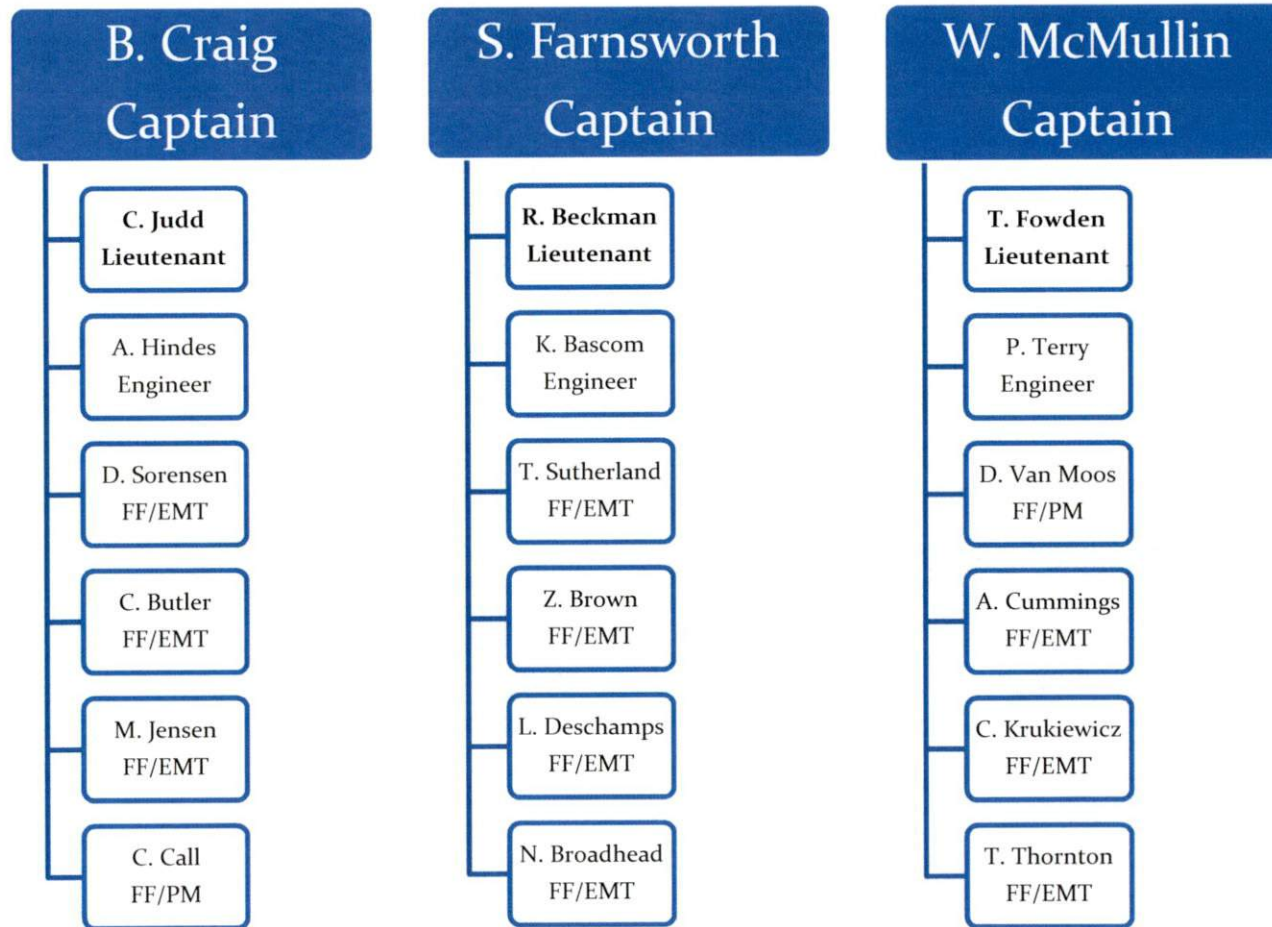 B. Craig
Captain
C. Judd
Lieutenant
A. Hindes
Engineer
D. Sorensen
FF/EMT
C. Butler
FF/EMT
M. Jensen
FF/EMT
C. Call
FF/PM
S. Farnsworth
Captain
R. Beckman
Lieutenant
K. Bascom
Engineer
T. Sutherland
FF/EMT
Z. Brown
FF/EMT
L. Deschamps
FF/EMT
N. Broadhead
FF/EMT
W. McMullin
Captain
T. Fowden
Lieutenant
P. Terry
Engineer
D. Van Moos
FF/PM
A. Cummings
FF/EMT
C. Krukiewicz
FF/EMT
T. Thornton
FF/EMT